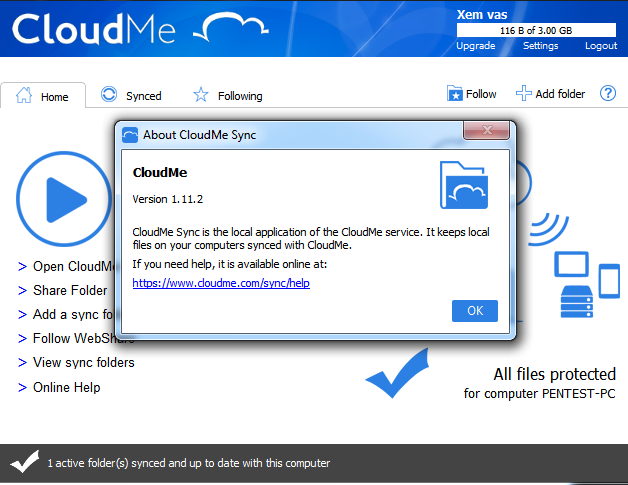 CloudMe
Xem vas
116 B of 3.00 GB
Upgrade Settings Logout
Home Synced Following Follow Add folder ?
About CloudMe Sync
CloudMe
Version 1.11.2
CloudMe Sync is the local application of the CloudMe service. It keeps local
files on your computers synced with CloudMe.
If you need help, it is available online at:
https://www.cloudme.com/sync/help
OK
> Open CloudMe
> Share Folder
> Add a sync fo
> Follow WebShare
> View sync folders
> Online Help
All files protected
for computer PENTEST-PC
1 active folder(s) synced and up to date with this computer